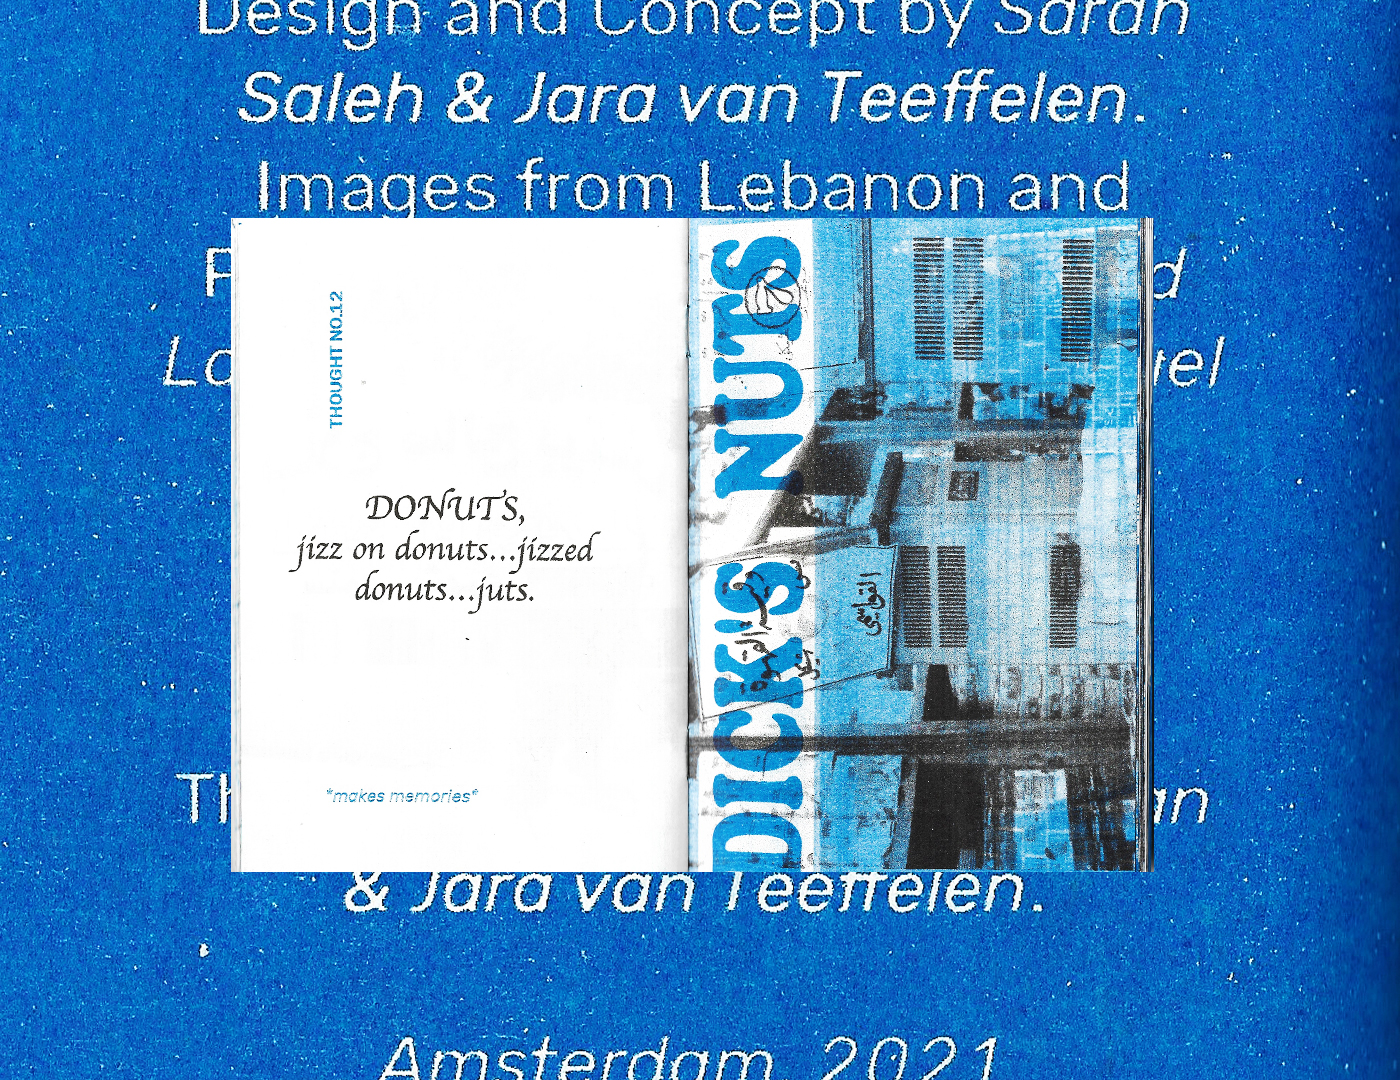 Design and Concept by Sarah
Saleh & Jara van Teeffelen.
Images from Lebanon and
THOUGHT NO.12
DONUTS,
jizz on donuts...jizzed
donuts...juts.
*makes memories*
DICK'S NUTS
& Jara van Teeffelen.
Amsterdam, 2021